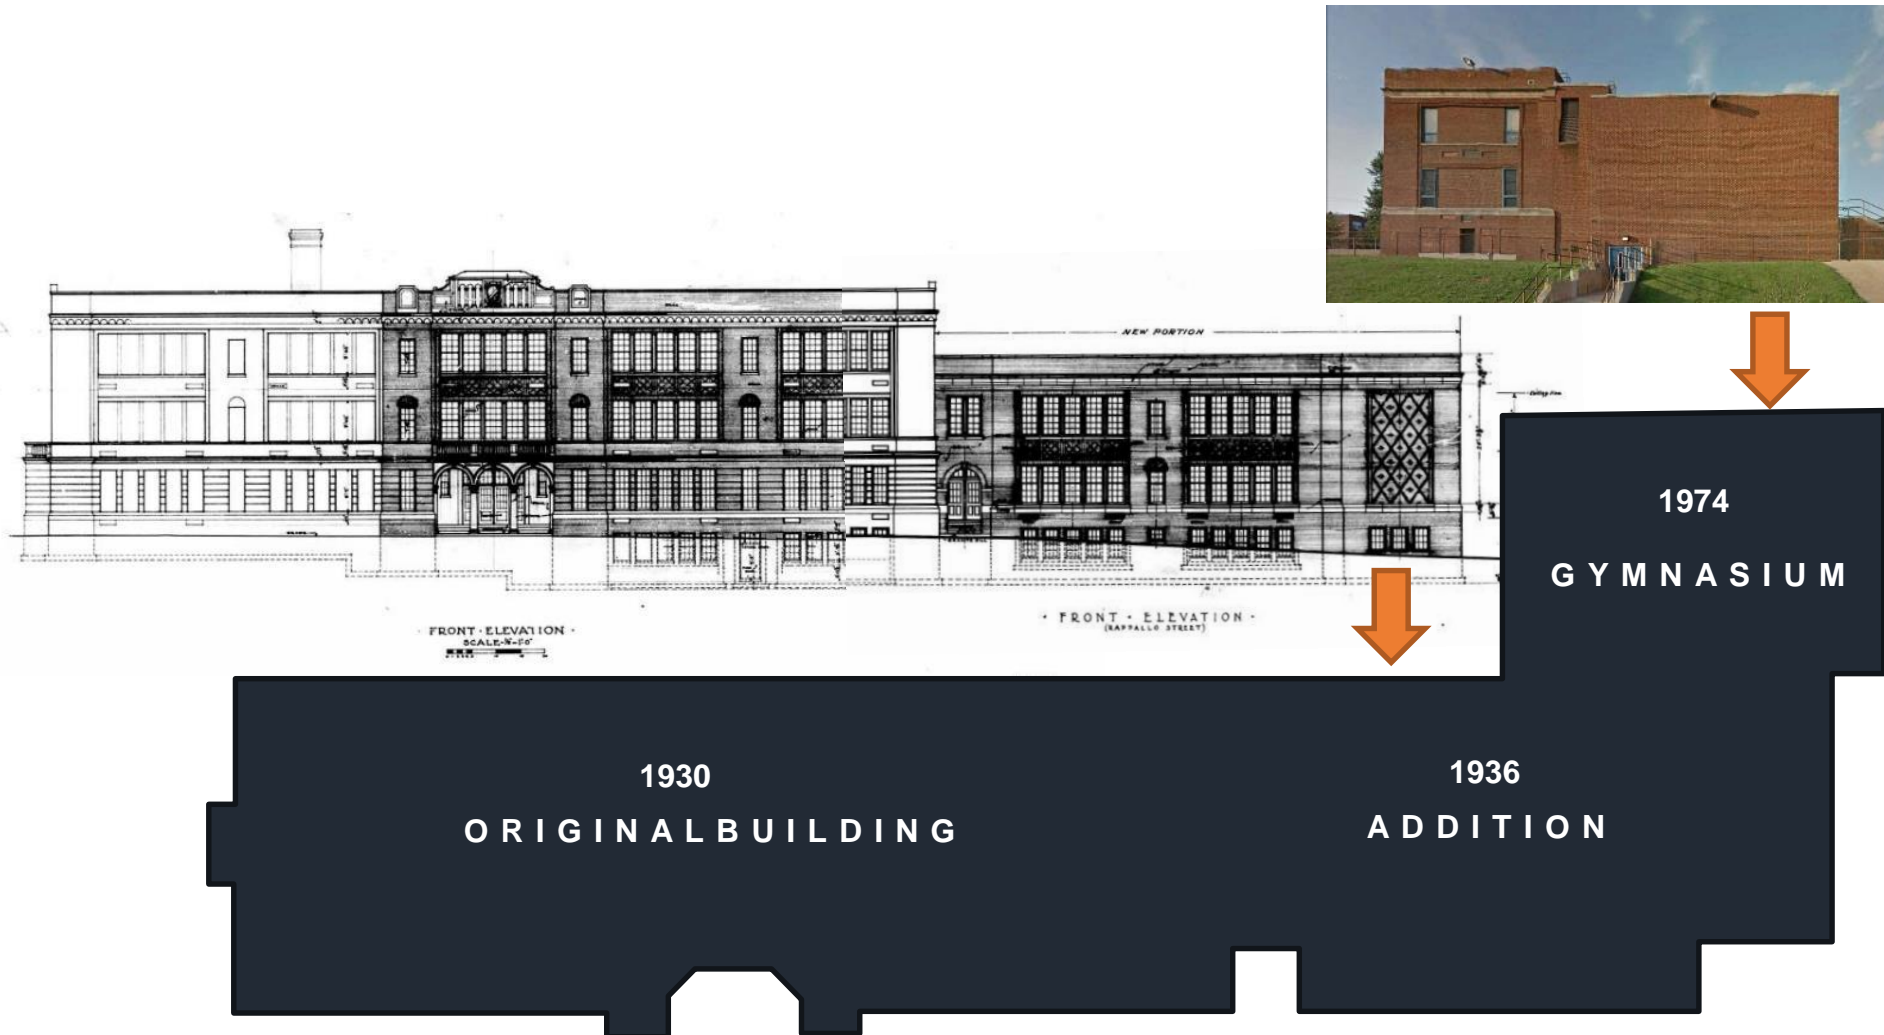 NEW PORTION
FRONT · ELEVATION ·
· FRONT · ELEVATION ·
1974
GYMNASIUM
1930
ORIGINALBUILDING
1936
ADDITION